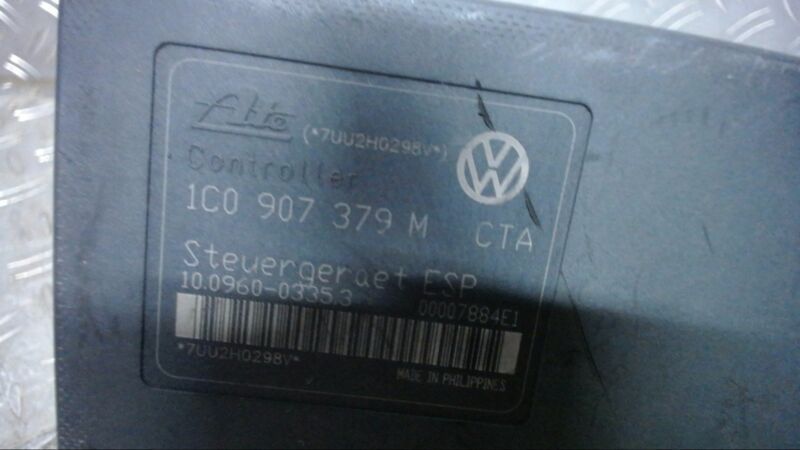 Ate
(*7UU2H0298V*)
Controller
1C0 907 379 M CTA
Steuergeraet ESP
10.0960-0335.3 00007884E1
*7UU2H0298V*
MADE IN PHILIPPINES